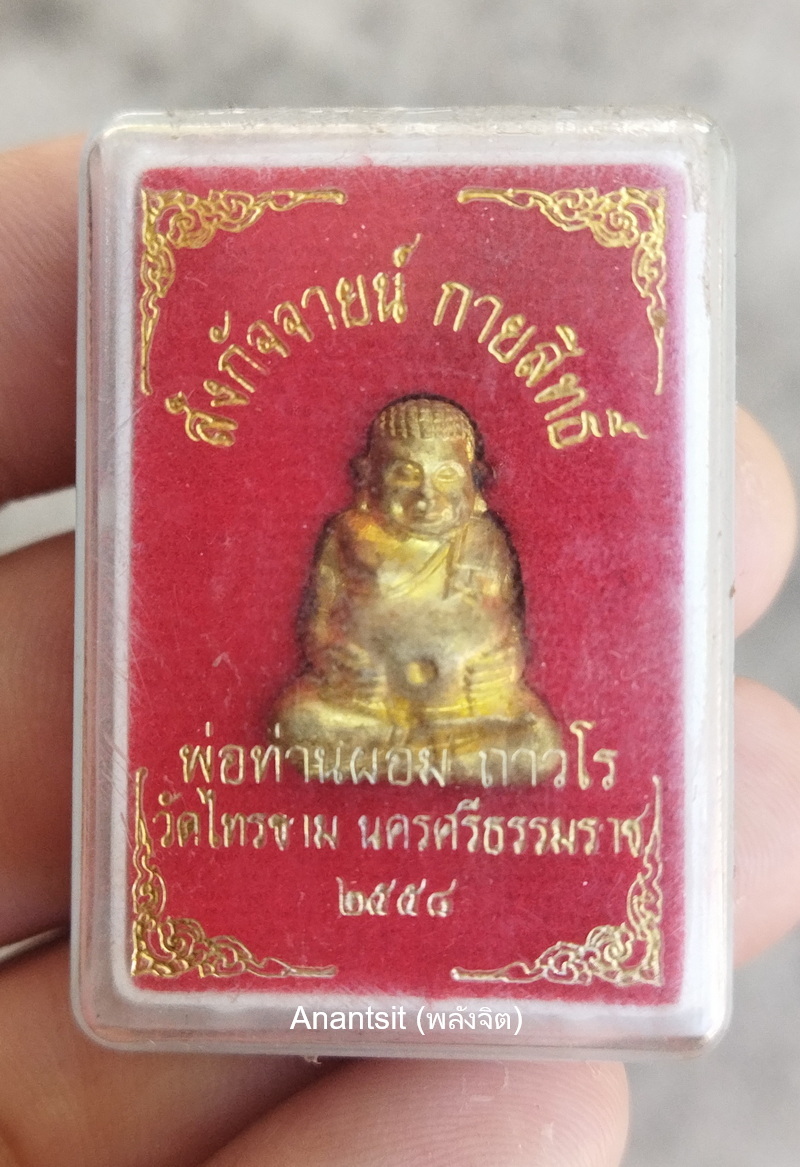 สังกัจจายน์ กายสิทธิ์
พ่อท่านผอม ถาวโร
วัดไทรขาม นครศรีธรรมราช
๒๕๕๘
Anantsit (พลังจิต)